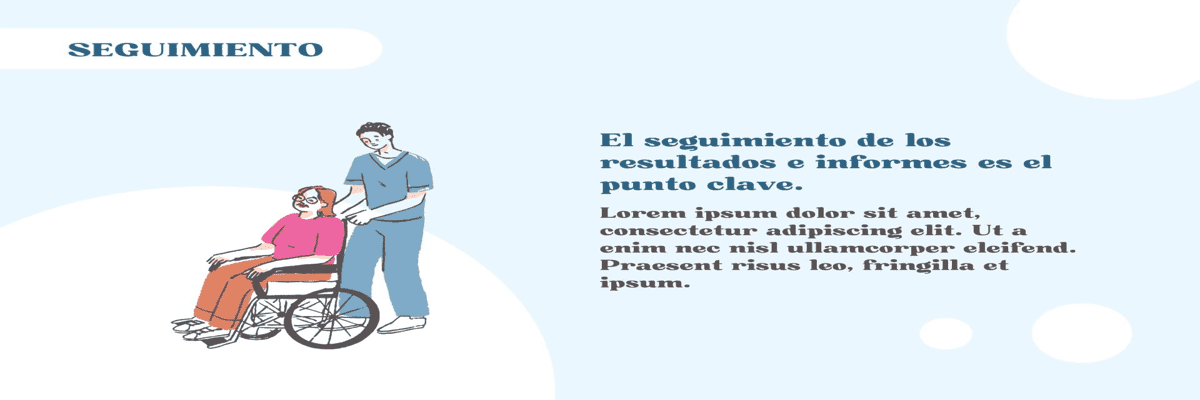 SEGUIMIENTO
El seguimiento de los
resultados e informes es el
punto clave.
Lorem ipsum dolor sit amet,
consectetur adipiscing elit. Ut a
enim nec nisl ullamcorper eleifend.
Praesent risus leo, fringilla et
ipsum.